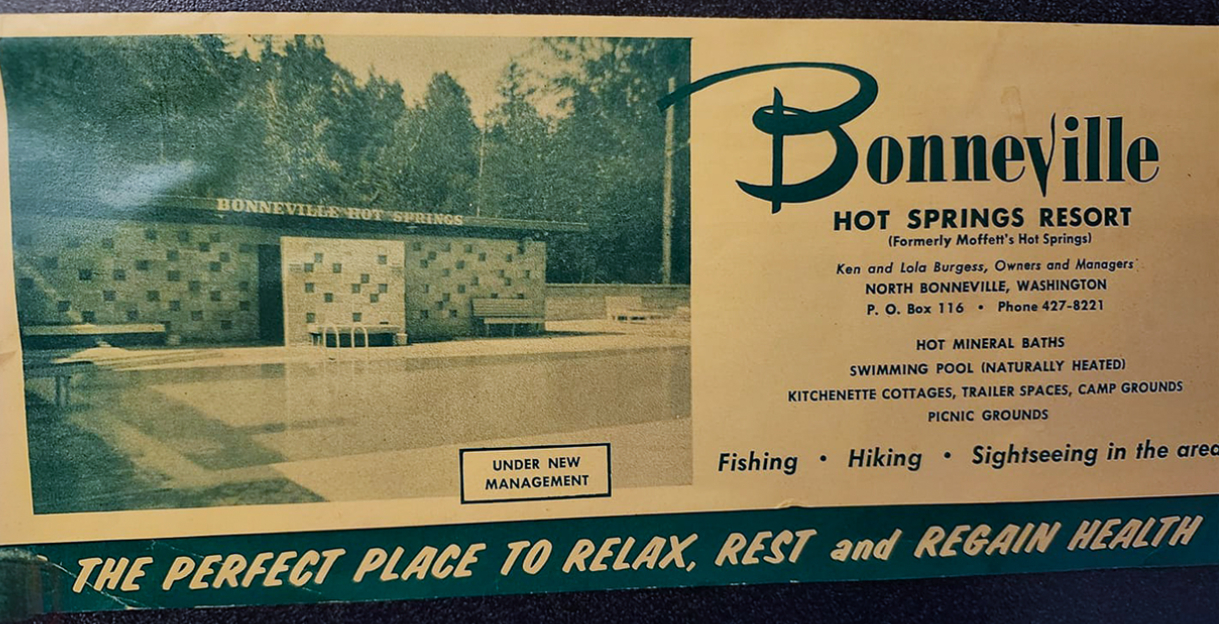 BONNEVILLE HOT SPRINGS
Bonneville
HOT SPRINGS RESORT
(Formerly Moffett's Hot Springs)
Ken and Lola Burgess, Owners and Managers
NORTH BONNEVILLE, WASHINGTON
P. O. Box 116 • Phone 427-8221
HOT MINERAL BATHS
SWIMMING POOL (NATURALLY HEATED)
KITCHENETTE COTTAGES, TRAILER SPACES, CAMP GROUNDS
PICNIC GROUNDS
Fishing • Hiking • Sightseeing in the area
UNDER NEW
MANAGEMENT
THE PERFECT PLACE TO RELAX, REST and REGAIN HEALTH